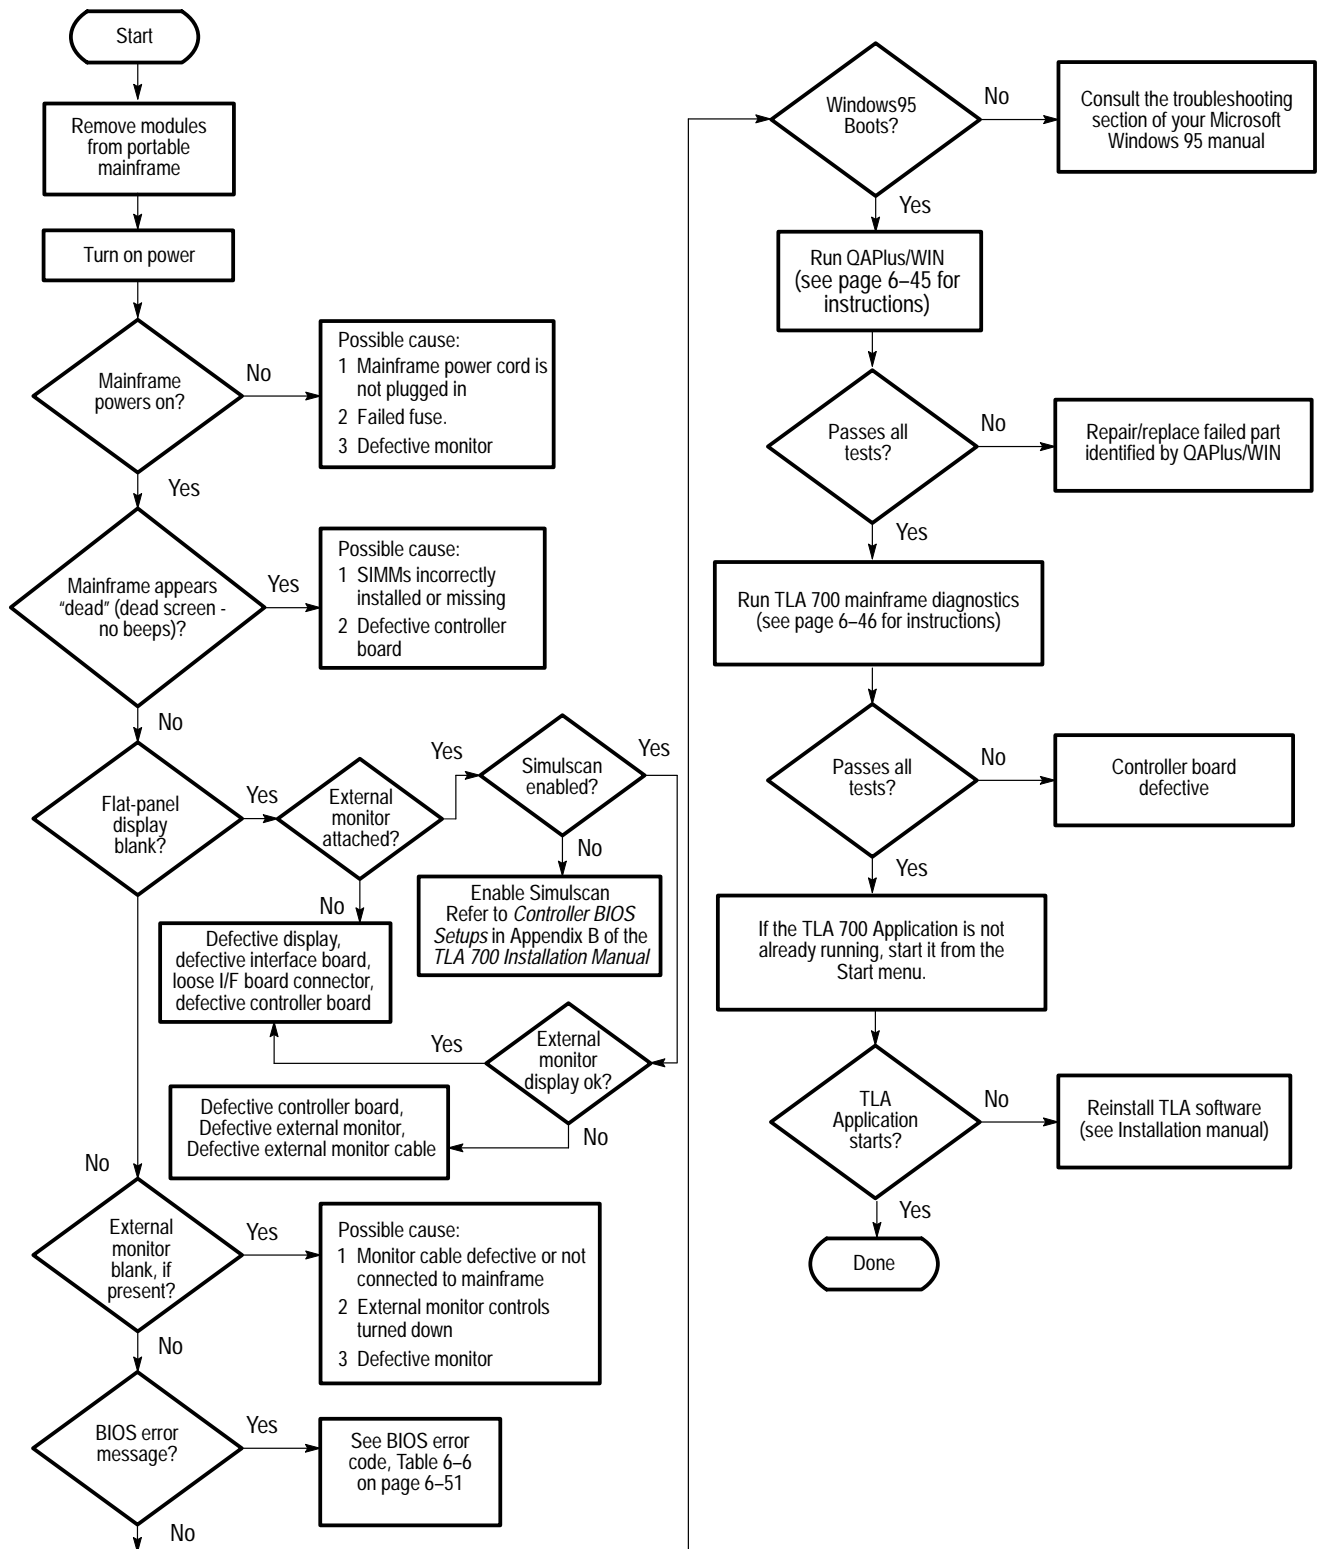 Start
Remove modules
from portable
mainframe
Turn on power
Mainframe
powers on?
No
Possible cause:
1 Mainframe power cord is
not plugged in
2 Failed fuse.
3 Defective monitor
Yes
Mainframe appears
“dead” (dead screen -
no beeps)?
Yes
Possible cause:
1 SIMMs incorrectly
installed or missing
2 Defective controller
board
No
Flat-panel
display
blank?
Yes
External
monitor
attached?
Yes
Simulscan
enabled?
Yes
No
Enable Simulscan
Refer to Controller BIOS
Setups in Appendix B of the
TLA 700 Installation Manual
No
Defective display,
defective interface board,
loose I/F board connector,
defective controller board
Yes
External
monitor
display ok?
No
Defective controller board,
Defective external monitor,
Defective external monitor cable
No
External
monitor
blank, if
present?
Yes
Possible cause:
1 Monitor cable defective or not
connected to mainframe
2 External monitor controls
turned down
3 Defective monitor
No
BIOS error
message?
Yes
See BIOS error
code, Table 6–6
on page 6–51
No
Windows95
Boots?
No
Consult the troubleshooting
section of your Microsoft
Windows 95 manual
Yes
Run QAPlus/WIN
(see page 6–45 for
instructions)
Passes all
tests?
No
Repair/replace failed part
identified by QAPlus/WIN
Yes
Run TLA 700 mainframe diagnostics
(see page 6–46 for instructions)
Passes all
tests?
No
Controller board
defective
Yes
If the TLA 700 Application is not
already running, start it from the
Start menu.
TLA
Application
starts?
No
Reinstall TLA software
(see Installation manual)
Yes
Done